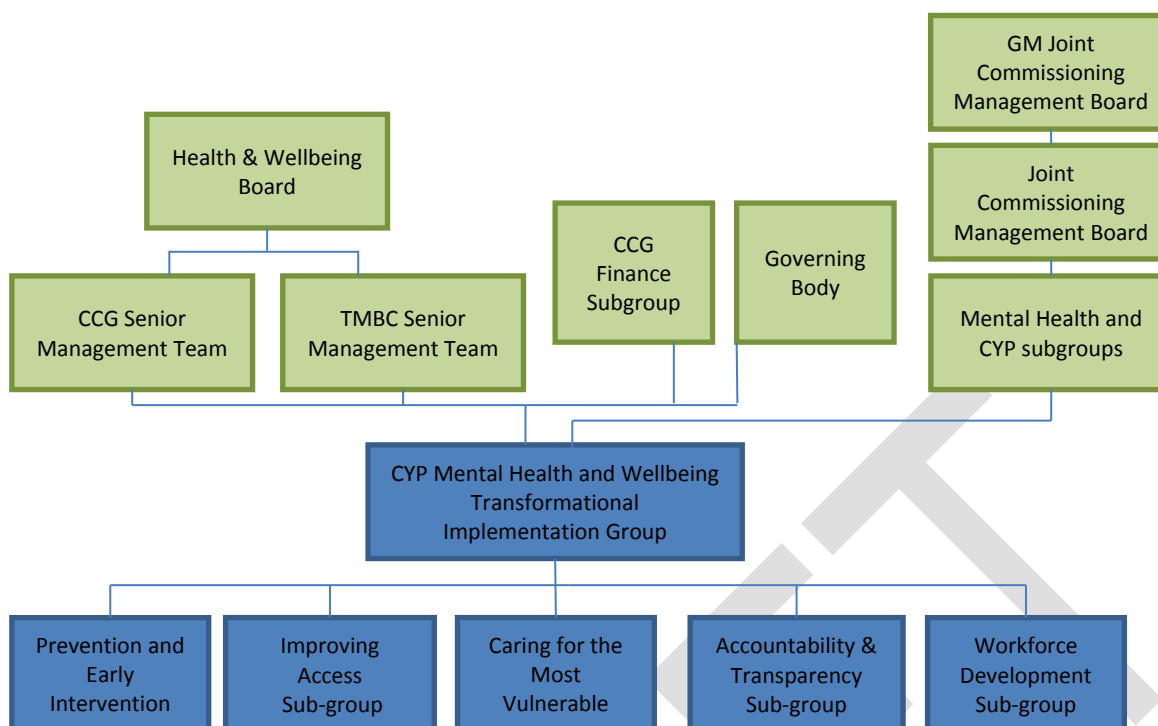 GM Joint
Commissioning
Management Board
Health & Wellbeing
Board
Joint
Commissioning
Management Board
CCG
Finance
Subgroup
Governing
Body
CCG Senior
Management Team
TMBC Senior
Management Team
Mental Health and
CYP subgroups
CYP Mental Health and Wellbeing
Transformational
Implementation Group
Prevention and
Early
Intervention
Improving
Access
Sub-group
Caring for the
Most
Vulnerable
Accountability &
Transparency
Sub-group
Workforce
Development
Sub-group